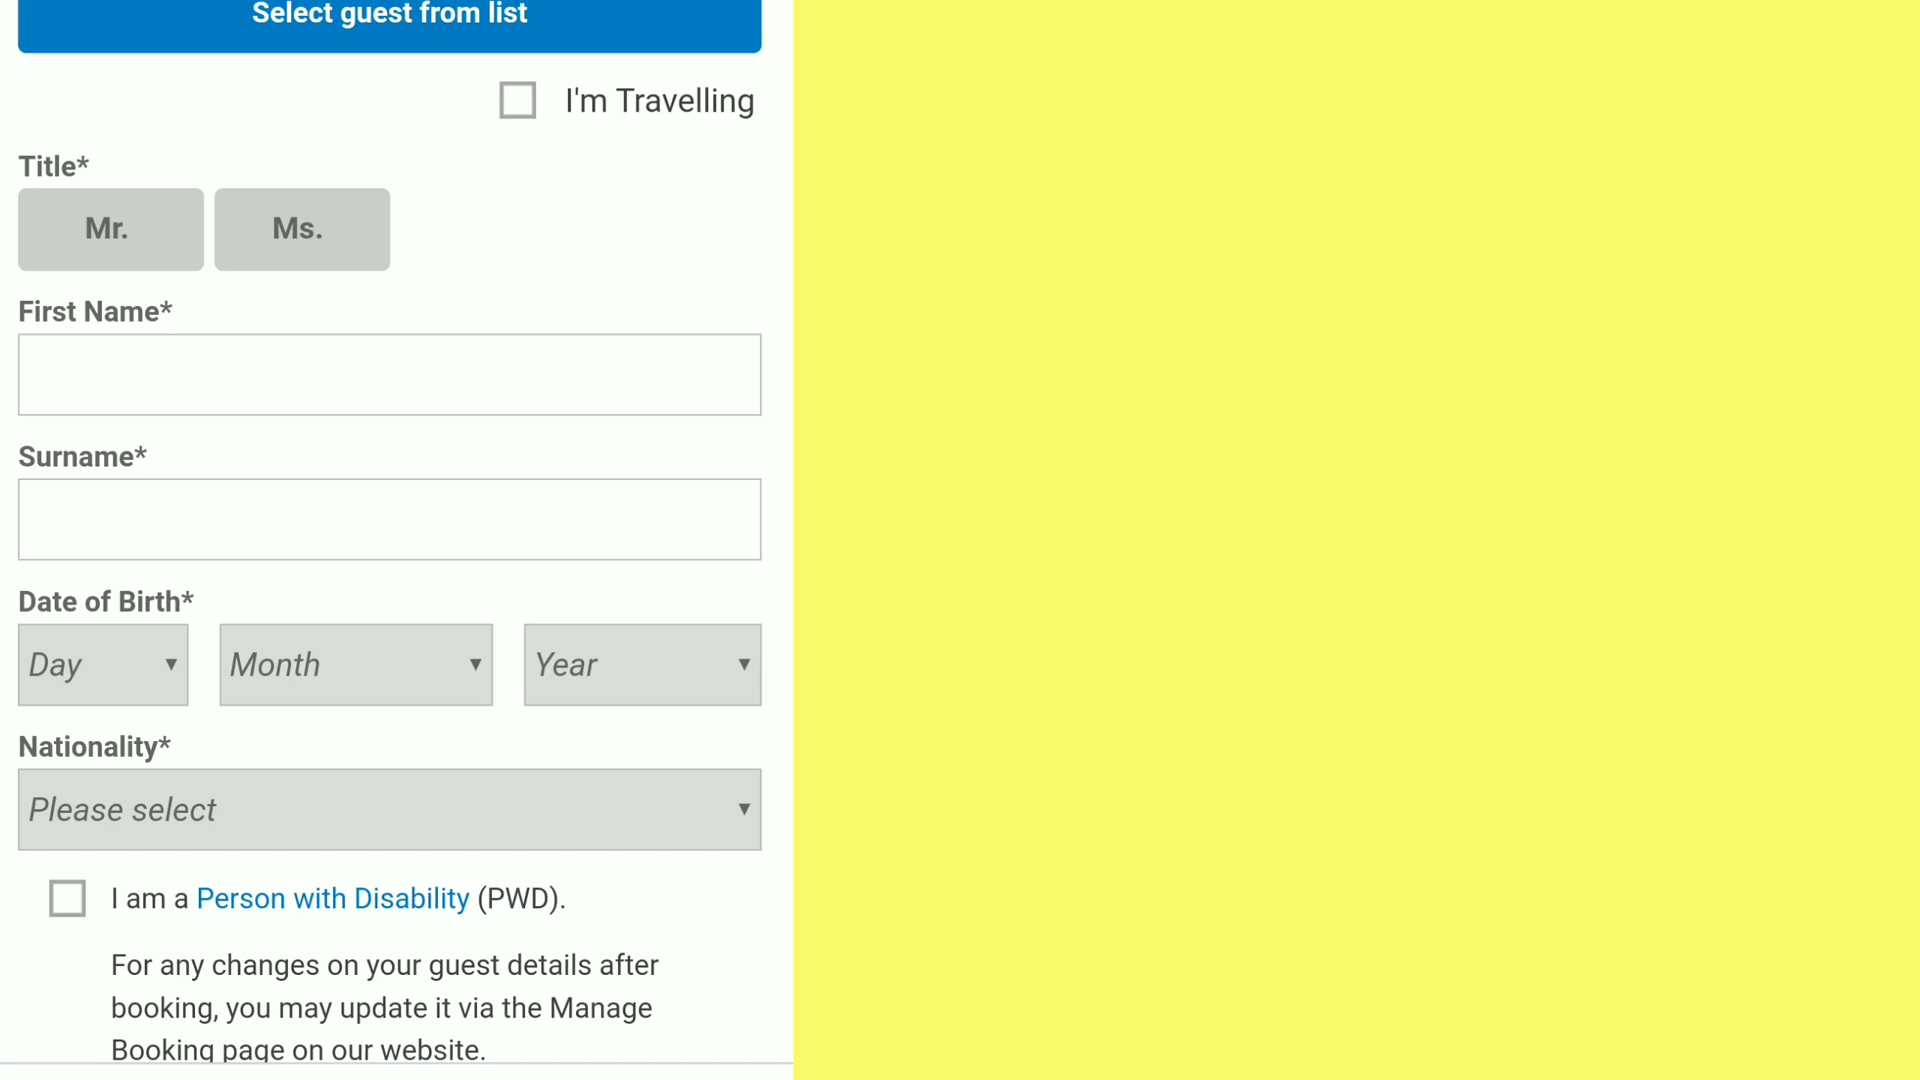 Select guest from list
I'm Travelling
Title*
Mr. Ms.
First Name*
Surname*
Date of Birth*
Day Month Year
Nationality*
Please select
I am a Person with Disability (PWD).
For any changes on your guest details after
booking, you may update it via the Manage
Booking page on our website.